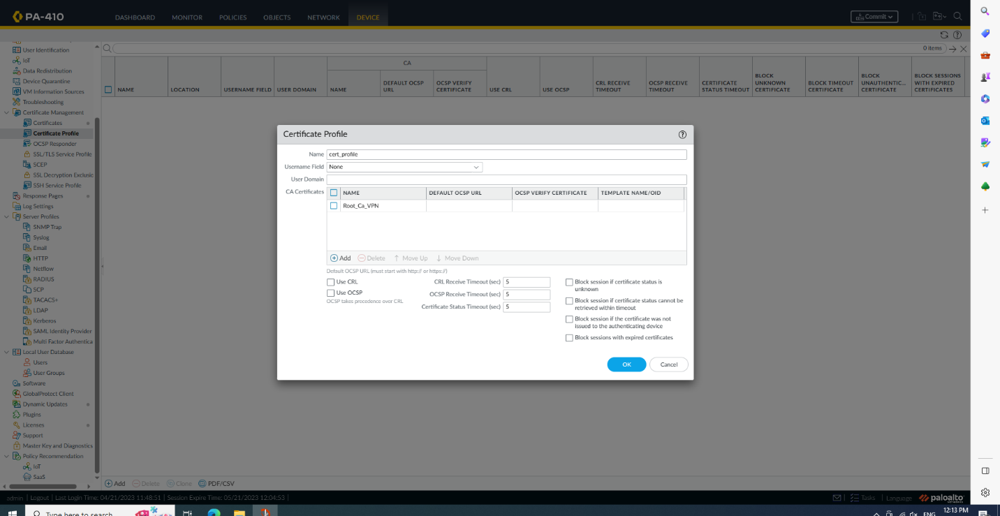 PA-410
DASHBOARD MONITOR POLICIES OBJECTS NETWORK DEVICE
Commit
User Identification
IoT
Data Redistribution
Device Quarantine
VM Information Sources
Troubleshooting
Certificate Management
Certificates
Certificate Profile
OCSP Responder
SSL/TLS Service Profile
SCEP
SSL Decryption Exclusio
SSH Service Profile
Response Pages
Log Settings
Server Profiles
SNMP Trap
Syslog
Email
HTTP
Netflow
RADIUS
SCP
TACACS+
LDAP
Kerberos
SAML Identity Provider
Multi Factor Authentica
Local User Database
Users
User Groups
Software
GlobalProtect Client
Dynamic Updates
Plugins
Licenses
Support
Master Key and Diagnostics
Policy Recommendation
IoT
SaaS
0 items
CA
NAME
LOCATION
USERNAME FIELD
USER DOMAIN
NAME
DEFAULT OCSP
URL
OCSP VERIFY
CERTIFICATE
USE CRL
USE OCSP
CRL RECEIVE
TIMEOUT
OCSP RECEIVE
TIMEOUT
CERTIFICATE
STATUS TIMEOUT
BLOCK
UNKNOWN
CERTIFICATE
BLOCK TIMEOUT
CERTIFICATE
BLOCK
UNAUTHENTIC...
CERTIFICATE
BLOCK SESSIONS
WITH EXPIRED
CERTIFICATES
Certificate Profile
Name cert_profile
Username Field None
User Domain
CA Certificates
NAME DEFAULT OCSP URL OCSP VERIFY CERTIFICATE TEMPLATE NAME/OID
Root_Ca_VPN
Add Delete Move Up Move Down
Default OCSP URL (must start with http:// or https://)
Use CRL
Use OCSP
OCSP takes precedence over CRL
CRL Receive Timeout (sec) 5
OCSP Receive Timeout (sec) 5
Certificate Status Timeout (sec) 5
Block session if certificate status is
unknown
Block session if certificate status cannot be
retrieved within timeout
Block session if the certificate was not
issued to the authenticating device
Block sessions with expired certificates
OK Cancel
Add Delete Clone PDF/CSV
admin | Logout | Last Login Time: 04/21/2023 11:48:51 | Session Expire Time: 05/21/2023 12:04:53 |
Tasks | Language paloalto
NETWORKS
Type here to search
ENG
12:13 PM